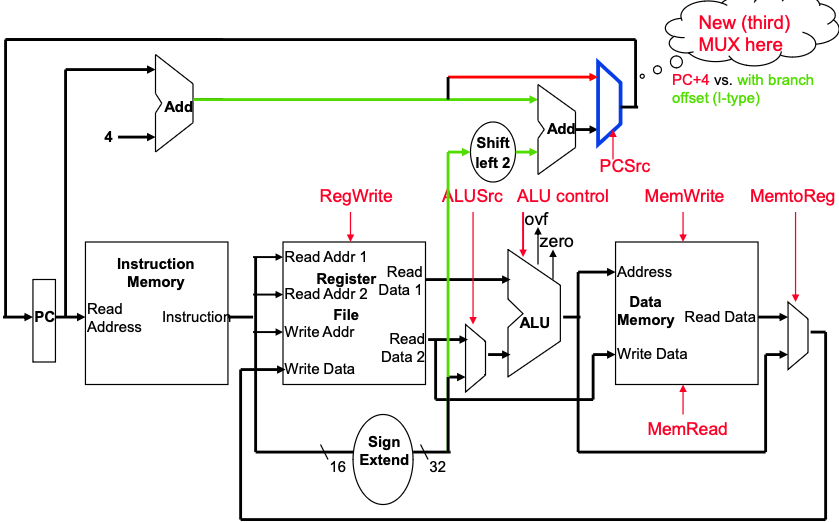 New (third)
MUX here
PC+4 vs. with branch
offset (I-type)
Add
4
Add
Shift
left 2
PCSrc
RegWrite
ALUSrc
ALU control
MemWrite
MemtoReg
ovf
zero
Instruction
Memory
Read
Address
Instruction
PC
Read Addr 1
Register
Read Addr 2
File
Write Addr
Write Data
Read
Data 1
Read
Data 2
ALU
Address
Data
Memory
Read Data
Write Data
MemRead
Sign
Extend
16
32